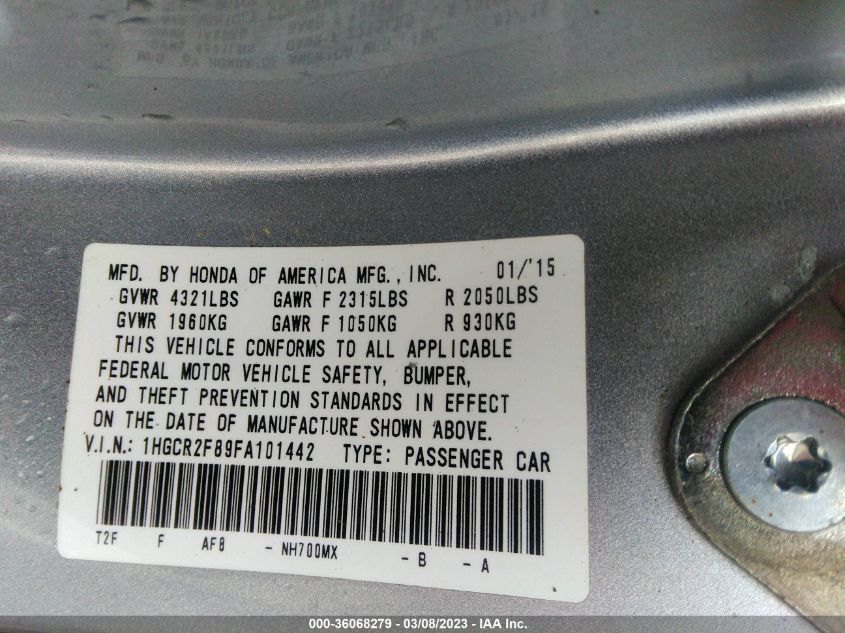 MFD. BY HONDA OF AMERICA MFG., INC. 01/'15
GVWR 4321LBS GAWR F 2315LBS R 2050LBS
GVWR 1960KG GAWR F 1050KG R 930KG
THIS VEHICLE CONFORMS TO ALL APPLICABLE
FEDERAL MOTOR VEHICLE SAFETY, BUMPER,
AND THEFT PREVENTION STANDARDS IN EFFECT
ON THE DATE OF MANUFACTURE SHOWN ABOVE.
V.I.N.: 1HGCR2F89FA101442 TYPE: PASSENGER CAR
T2F F AF8 - NH700MX - B - A
000-36068279 - 03/08/2023 - IAA Inc.